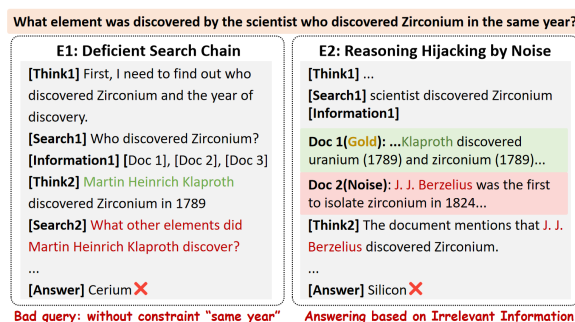 What element was discovered by the scientist who discovered Zirconium in the same year?
E1: Deficient Search Chain
[Think1] First, I need to find out who
discovered Zirconium and the year of
discovery.
[Search1] Who discovered Zirconium?
[Information1] [Doc 1], [Doc 2], [Doc 3]
[Think2] Martin Heinrich Klaproth
discovered Zirconium in 1789
[Search2] What other elements did
Martin Heinrich Klaproth discover?
...
[Answer] Cerium ❌
Bad query: without constraint "same year"
E2: Reasoning Hijacking by Noise
[Think1] ...
[Search1] scientist discovered Zirconium
[Information1]
Doc 1(Gold): ...Klaproth discovered
uranium (1789) and zirconium (1789)...
Doc 2(Noise): J. J. Berzelius was the first
to isolate zirconium in 1824...
[Think2] The document mentions that J. J.
Berzelius discovered Zirconium.
...
[Answer] Silicon ❌
Answering based on Irrelevant Information